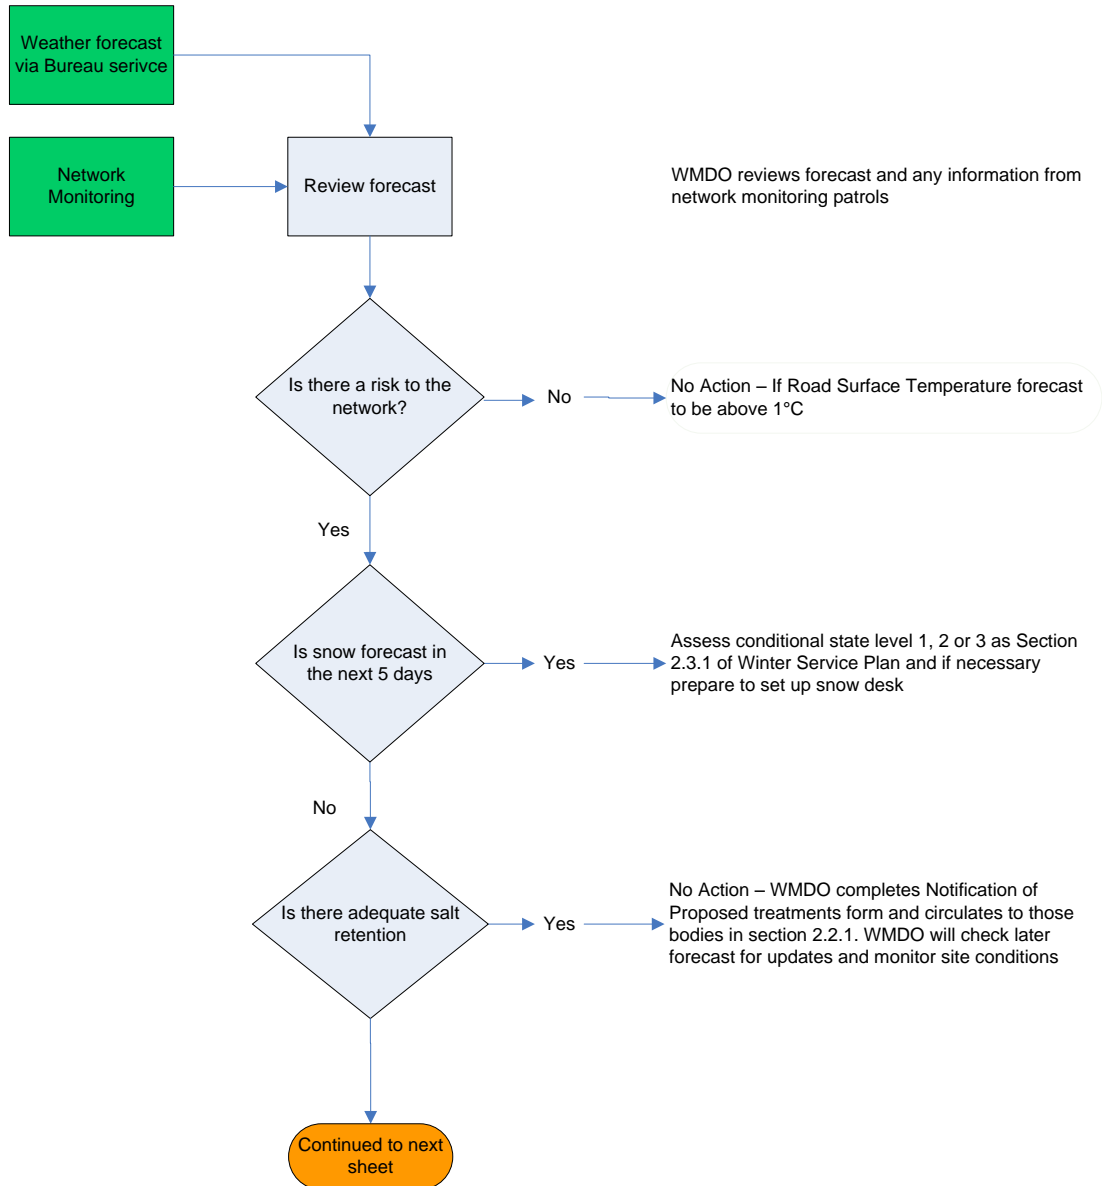 Weather forecast
via Bureau serivce
Network
Monitoring
Review forecast
WMDO reviews forecast and any information from
network monitoring patrols
Is there a risk to the
network?
No
No Action – If Road Surface Temperature forecast
to be above 1°C
Yes
Is snow forecast in
the next 5 days
Yes
Assess conditional state level 1, 2 or 3 as Section
2.3.1 of Winter Service Plan and if necessary
prepare to set up snow desk
No
Is there adequate salt
retention
Yes
No Action – WMDO completes Notification of
Proposed treatments form and circulates to those
bodies in section 2.2.1. WMDO will check later
forecast for updates and monitor site conditions
Continued to next
sheet